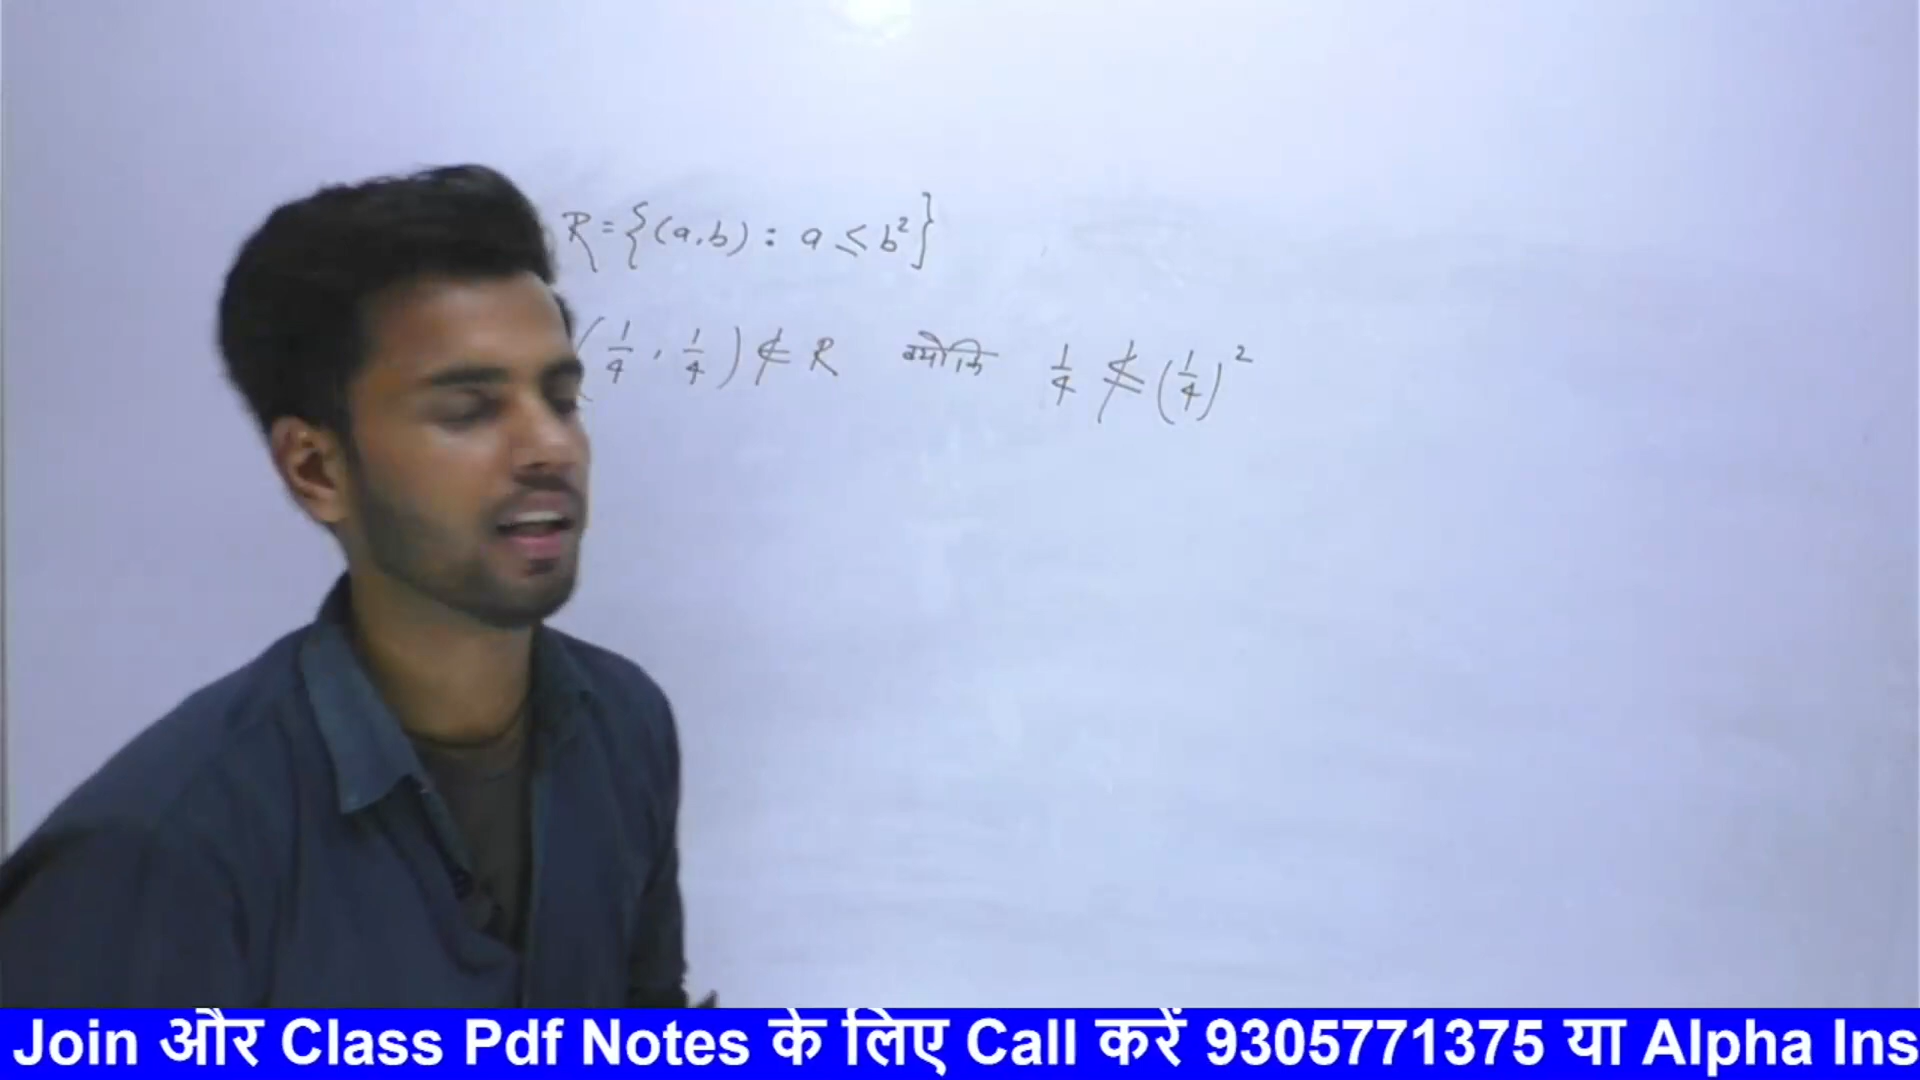 R = {(a, b) : a ≤ b²}
(1/4, 1/4) ∉ R क्योंकि 1/4 ≰ (1/4)²
Join और Class Pdf Notes के लिए Call करें 9305771375 या Alpha Ins